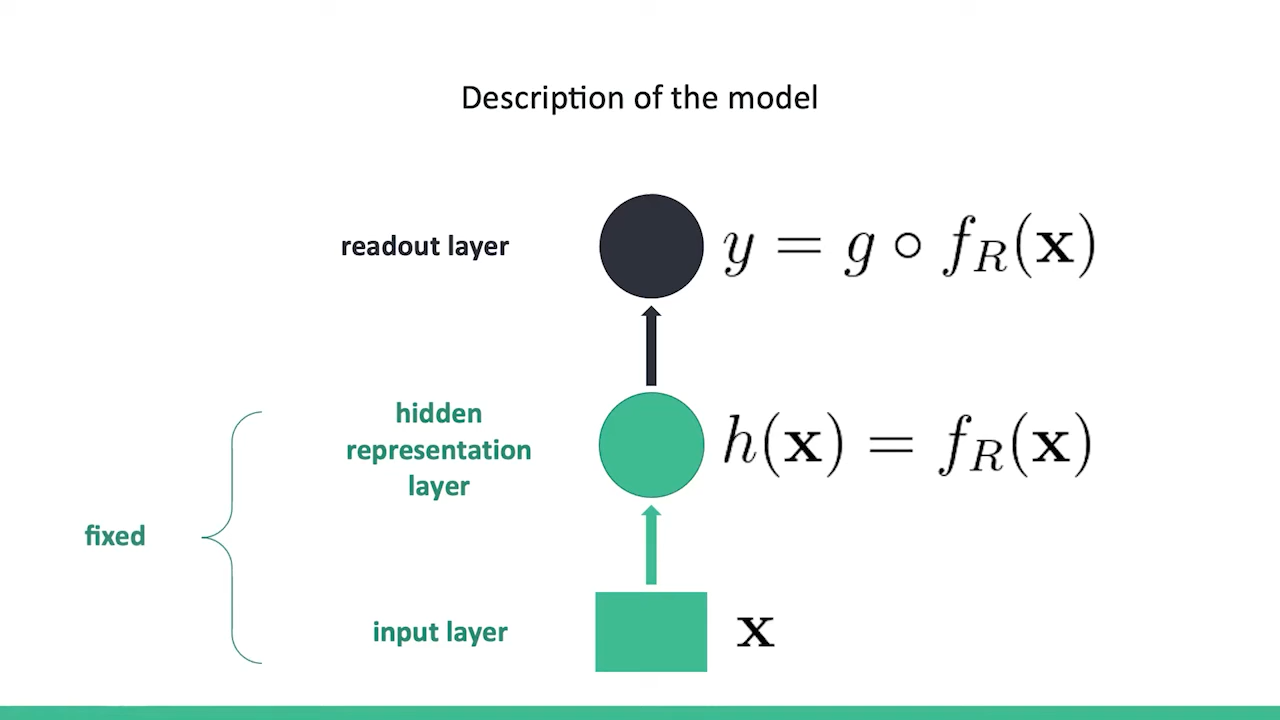 Description of the model
readout layer
y = g ∘ f_R(x)
hidden
representation
layer
h(x) = f_R(x)
fixed
input layer
x